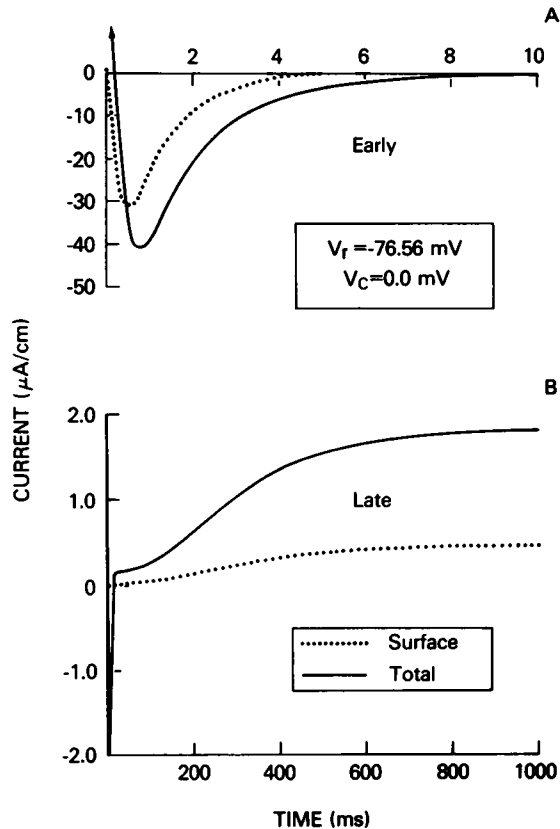 A
0 2 4 6 8 10
-10
-20
-30
-40
-50
Early
V_r =-76.56 mV
V_C=0.0 mV
CURRENT (μA/cm)
B
2.0
1.0
0
-1.0
-2.0
Late
Surface
Total
200 400 600 800 1000
TIME (ms)